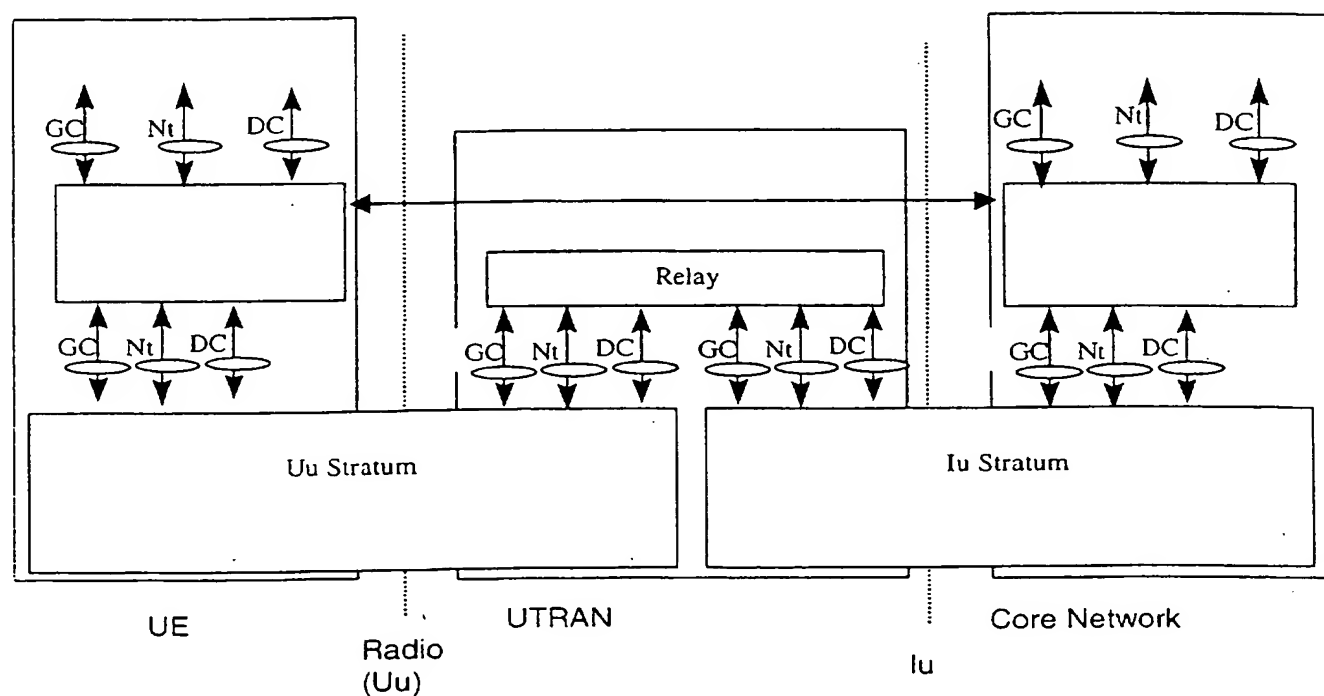 GC Nt DC
GC Nt DC
Relay
GC Nt DC
GC Nt DC GC Nt DC
GC Nt DC
Uu Stratum
Iu Stratum
UE
UTRAN
Core Network
Radio
(Uu)
Iu